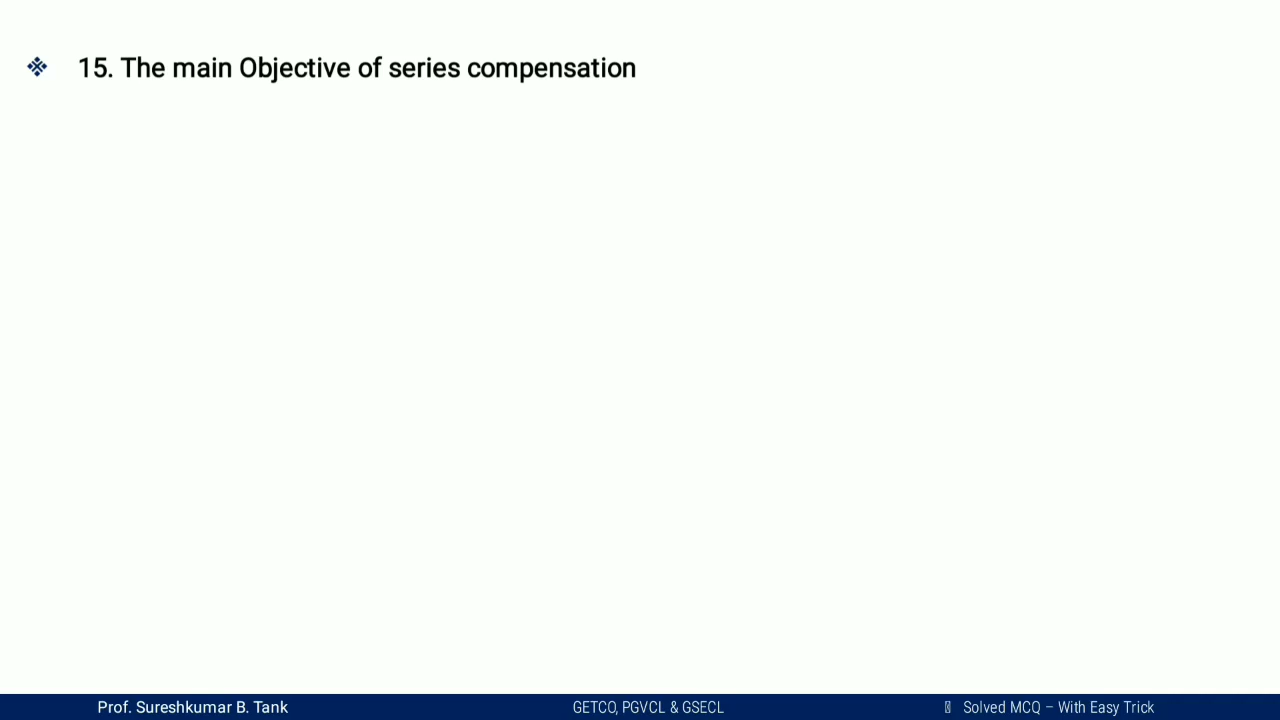 15. The main Objective of series compensation
Prof. Sureshkumar B. Tank
GETCO, PGVCL & GSECL
Solved MCQ – With Easy Trick